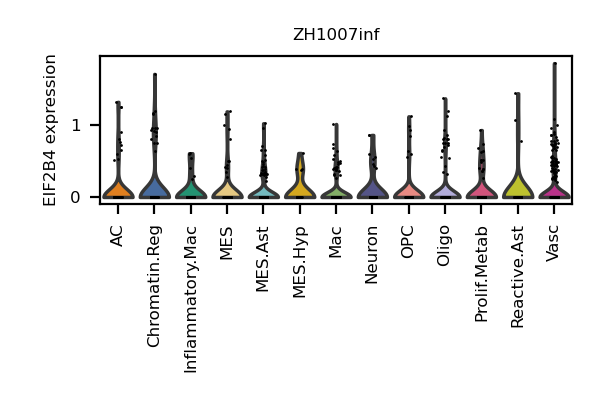 ZH1007inf
EIF2B4 expression
1
0
AC
Chromatin.Reg
Inflammatory.Mac
MES
MES.Ast
MES.Hyp
Mac
Neuron
OPC
Oligo
Prolif.Metab
Reactive.Ast
Vasc